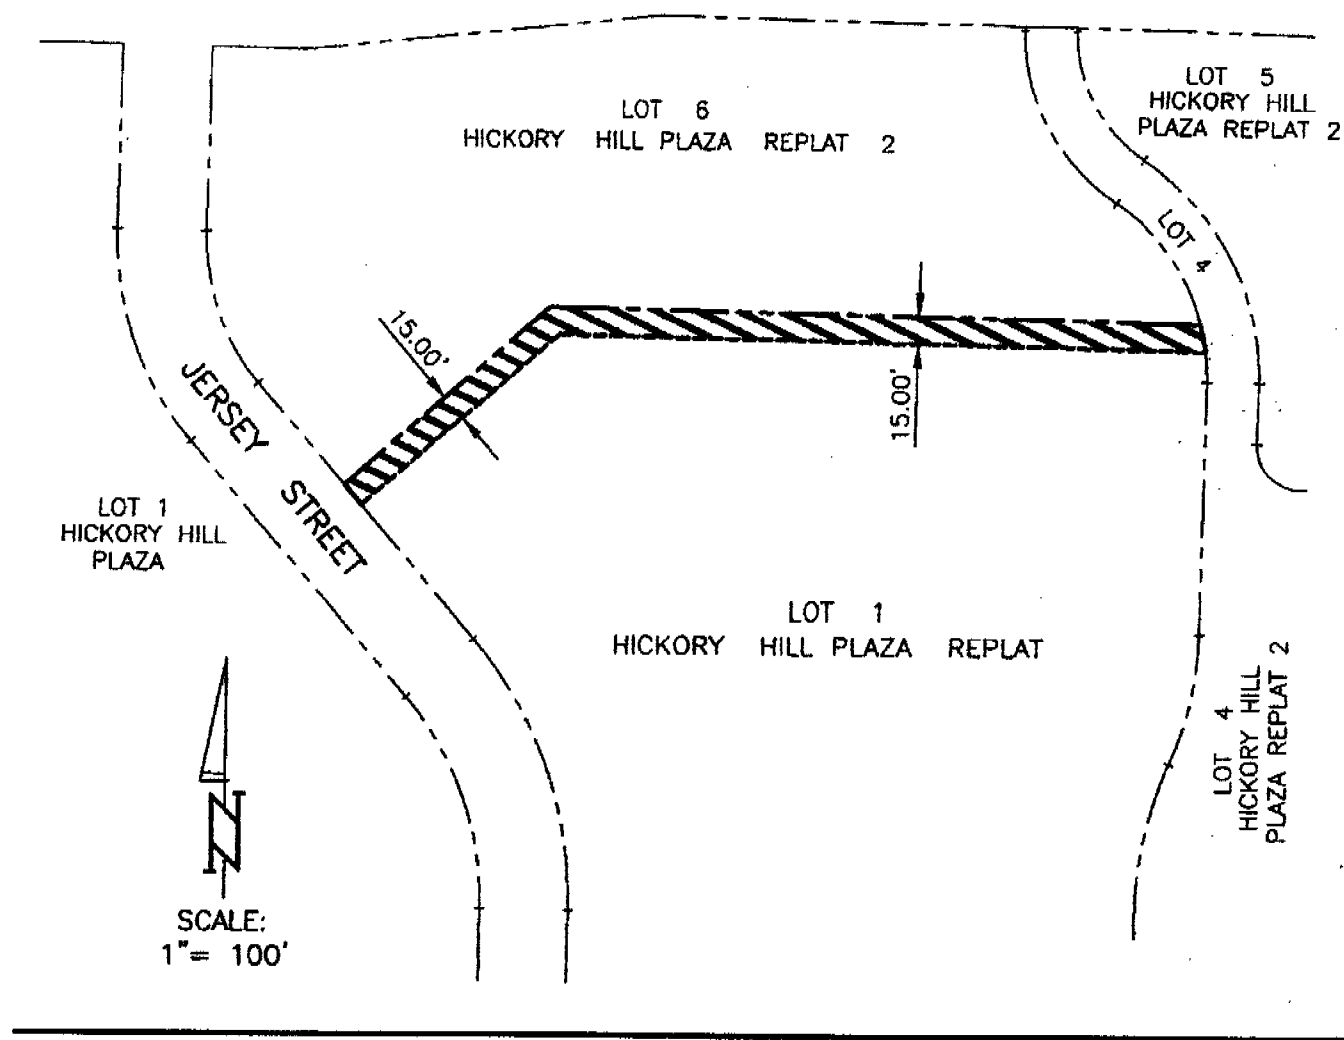 LOT 6
HICKORY HILL PLAZA REPLAT 2
LOT 5
HICKORY HILL
PLAZA REPLAT 2
LOT 4
15.00'
15.00'
JERSEY STREET
LOT 1
HICKORY HILL
PLAZA
LOT 1
HICKORY HILL PLAZA REPLAT
LOT 4
HICKORY HILL
PLAZA REPLAT 2
N
SCALE:
1"= 100'